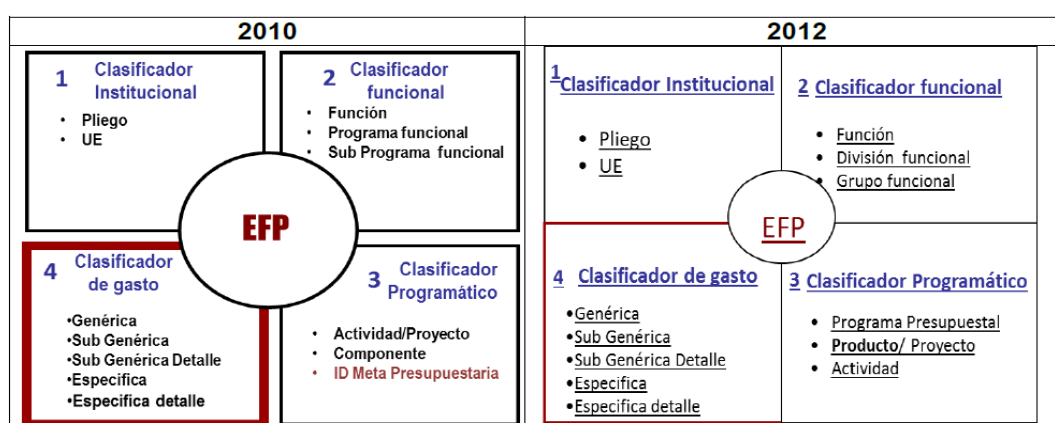 2010
1 Clasificador
Institucional
• Pliego
• UE
2 Clasificador
funcional
• Función
• Programa funcional
• Sub Programa funcional
EFP
4 Clasificador
de gasto
•Genérica
•Sub Genérica
•Sub Genérica Detalle
•Especifica
•Especifica detalle
3 Clasificador
Programático
• Actividad/Proyecto
• Componente
• ID Meta Presupuestaria
2012
1 Clasificador Institucional
• Pliego
• UE
2 Clasificador funcional
• Función
• División funcional
• Grupo funcional
EFP
4 Clasificador de gasto
•Genérica
•Sub Genérica
•Sub Genérica Detalle
•Especifica
•Especifica detalle
3 Clasificador Programático
• Programa Presupuestal
• Producto/ Proyecto
• Actividad